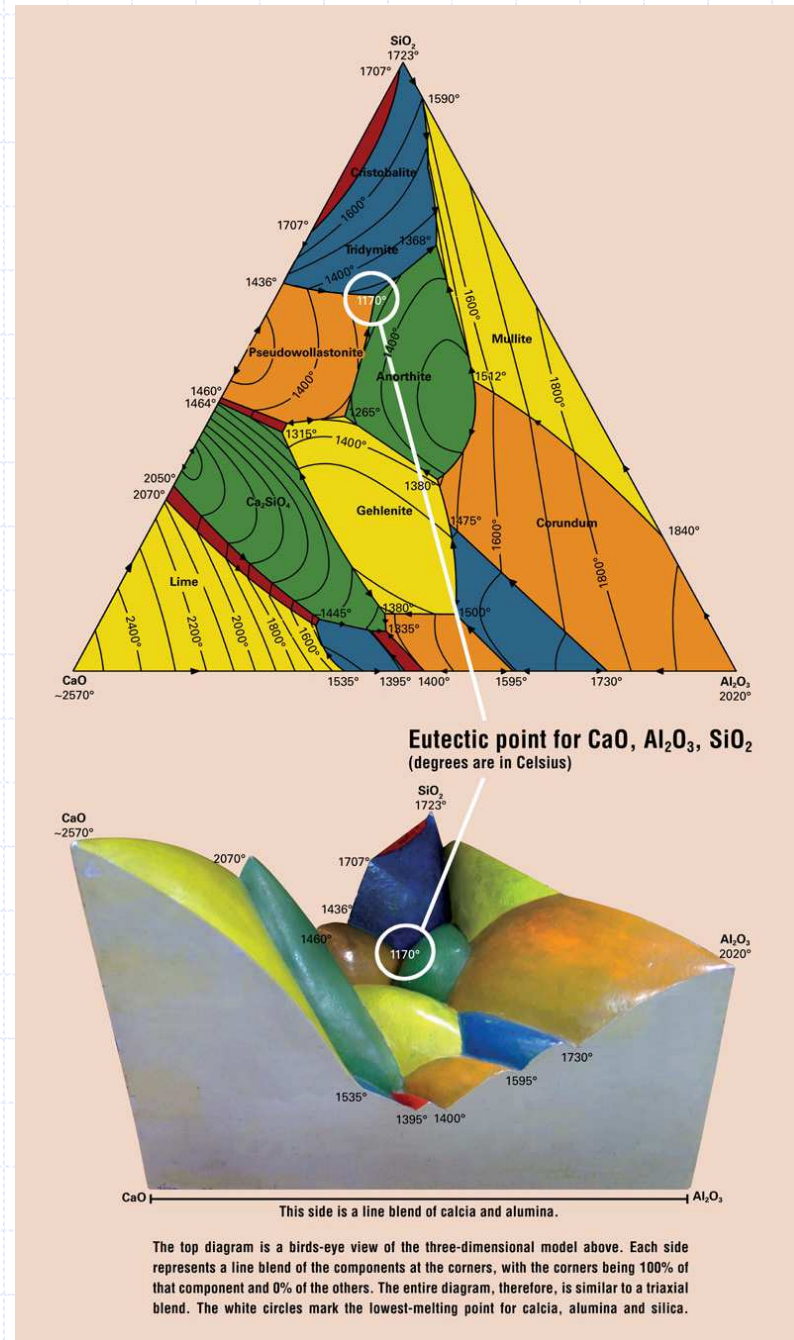 SiO₂
1723°
1707°
1590°
Cristobalite
1600°
1707°
Tridymite
1368°
1400°
1436°
1170°
1600°
Mullite
1400°
Pseudowollastonite
Anorthite
1512°
1800°
1400°
1460°
1464°
1265°
1315°
1400°
1380°
2050°
2070°
Ca₂SiO₄
Gehlenite
1475°
Corundum
1840°
1600°
1800°
Lime
1445°
1380°
1335°
1500°
2400°
2200°
2000°
1800°
1600°
CaO
~2570°
1535°
1395°
1400°
1595°
1730°
Al₂O₃
2020°
Eutectic point for CaO, Al₂O₃, SiO₂
(degrees are in Celsius)
SiO₂
1723°
CaO
~2570°
2070°
1707°
1436°
1460°
1170°
Al₂O₃
2020°
1730°
1595°
1535°
1395°
1400°
CaO
Al₂O₃
This side is a line blend of calcia and alumina.
The top diagram is a birds-eye view of the three-dimensional model above. Each side
represents a line blend of the components at the corners, with the corners being 100% of
that component and 0% of the others. The entire diagram, therefore, is similar to a triaxial
blend. The white circles mark the lowest-melting point for calcia, alumina and silica.